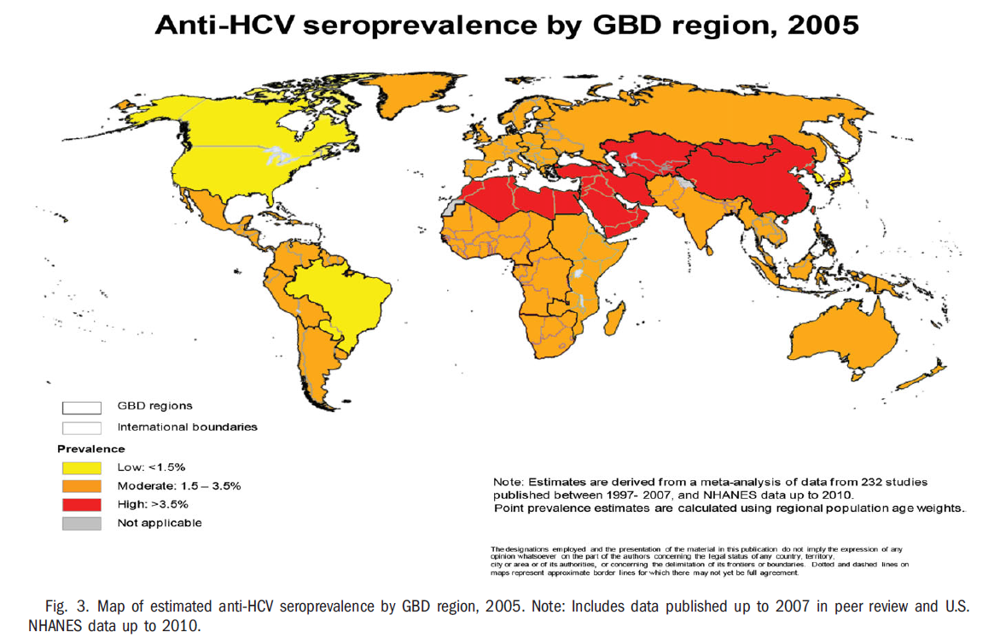 Anti-HCV seroprevalence by GBD region, 2005
GBD regions
International boundaries
Prevalence
Low: <1.5%
Moderate: 1.5 – 3.5%
High: >3.5%
Not applicable
Note: Estimates are derived from a meta-analysis of data from 232 studies
published between 1997- 2007, and NHANES data up to 2010.
Point prevalence estimates are calculated using regional population age weights..
The designations employed and the presentation of the material in this publication do not imply the expression of any
opinion whatsoever on the part of the authors concerning the legal status of any country, territory,
city or area or of its authorities, or concerning the delimitation of its frontiers or boundaries. Dotted and dashed lines on
maps represent approximate border lines for which there may not yet be full agreement.
Fig. 3. Map of estimated anti-HCV seroprevalence by GBD region, 2005. Note: Includes data published up to 2007 in peer review and U.S.
NHANES data up to 2010.